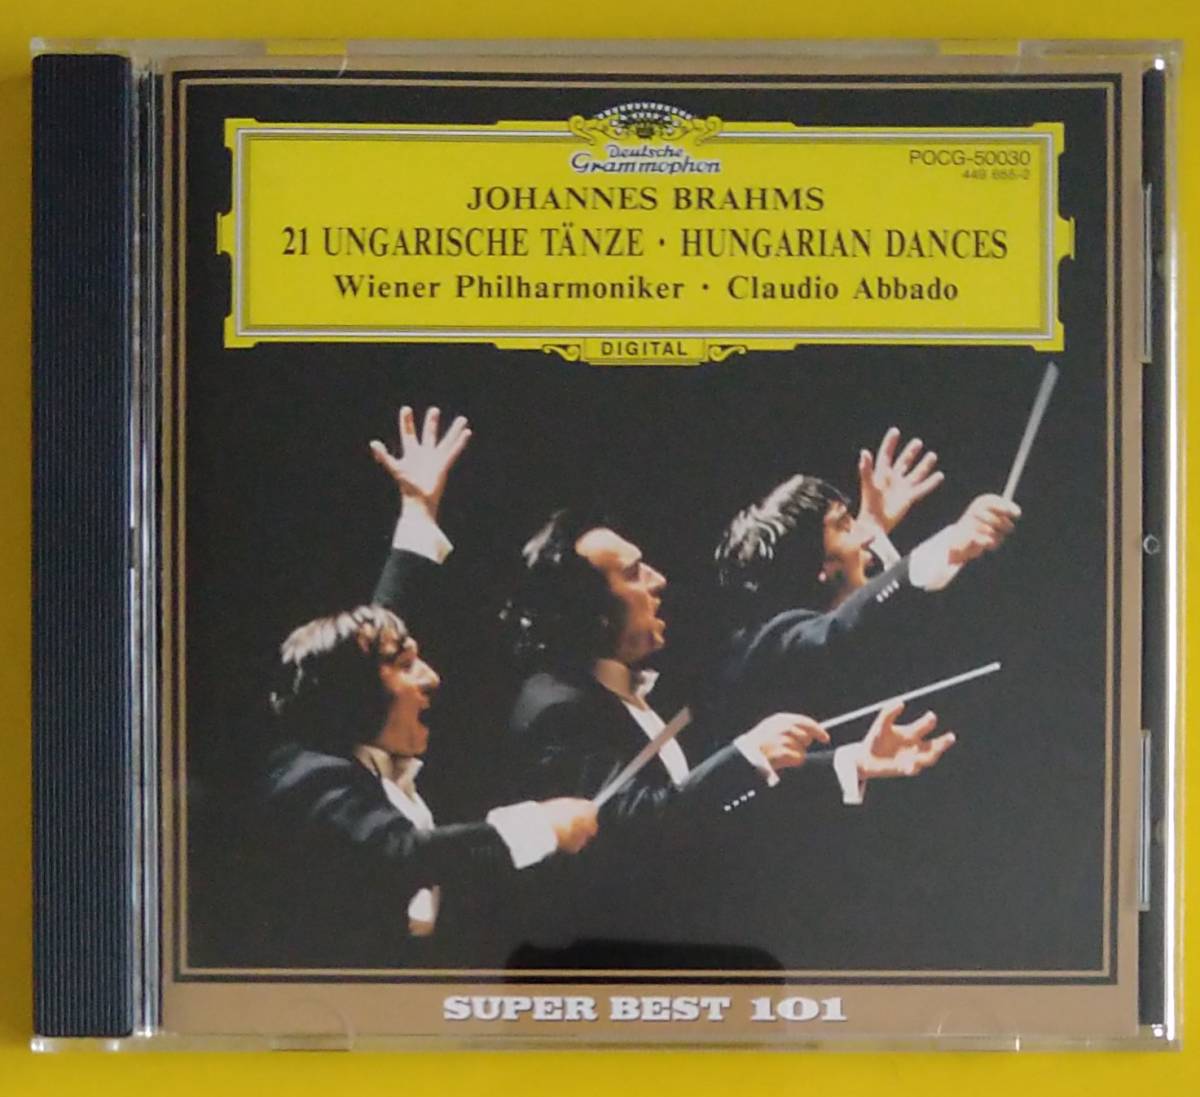 Deutsche
Grammophon
POCG-50030
449 655-2
JOHANNES BRAHMS
21 UNGARISCHE TÄNZE · HUNGARIAN DANCES
Wiener Philharmoniker · Claudio Abbado
DIGITAL
SUPER BEST 101